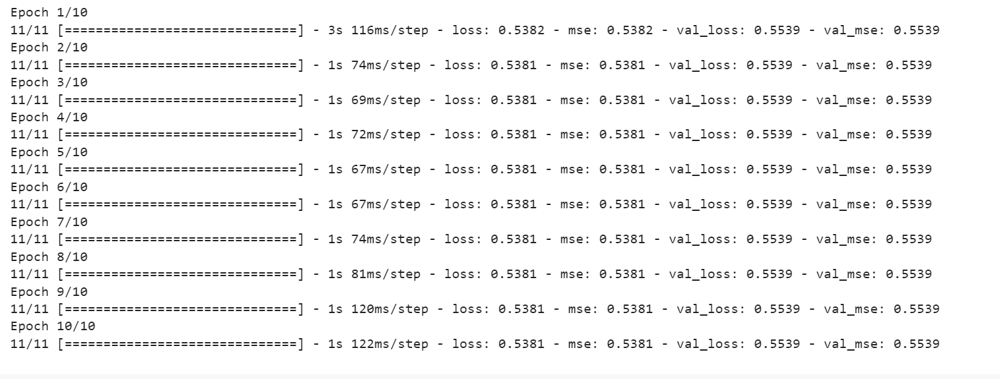 Epoch 1/10
11/11 [==============================] - 3s 116ms/step - loss: 0.5382 - mse: 0.5382 - val_loss: 0.5539 - val_mse: 0.5539
Epoch 2/10
11/11 [==============================] - 1s 74ms/step - loss: 0.5381 - mse: 0.5381 - val_loss: 0.5539 - val_mse: 0.5539
Epoch 3/10
11/11 [==============================] - 1s 69ms/step - loss: 0.5381 - mse: 0.5381 - val_loss: 0.5539 - val_mse: 0.5539
Epoch 4/10
11/11 [==============================] - 1s 72ms/step - loss: 0.5381 - mse: 0.5381 - val_loss: 0.5539 - val_mse: 0.5539
Epoch 5/10
11/11 [==============================] - 1s 67ms/step - loss: 0.5381 - mse: 0.5381 - val_loss: 0.5539 - val_mse: 0.5539
Epoch 6/10
11/11 [==============================] - 1s 67ms/step - loss: 0.5381 - mse: 0.5381 - val_loss: 0.5539 - val_mse: 0.5539
Epoch 7/10
11/11 [==============================] - 1s 74ms/step - loss: 0.5381 - mse: 0.5381 - val_loss: 0.5539 - val_mse: 0.5539
Epoch 8/10
11/11 [==============================] - 1s 81ms/step - loss: 0.5381 - mse: 0.5381 - val_loss: 0.5539 - val_mse: 0.5539
Epoch 9/10
11/11 [==============================] - 1s 120ms/step - loss: 0.5381 - mse: 0.5381 - val_loss: 0.5539 - val_mse: 0.5539
Epoch 10/10
11/11 [==============================] - 1s 122ms/step - loss: 0.5381 - mse: 0.5381 - val_loss: 0.5539 - val_mse: 0.5539